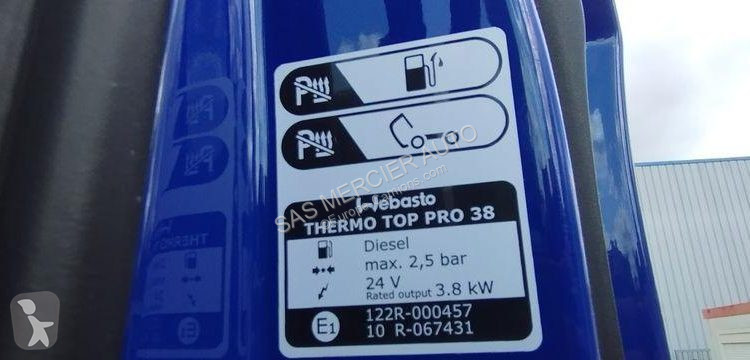 P
P
Webasto
THERMO TOP PRO 38
Diesel
max. 2,5 bar
24 V
Rated output 3.8 kW
E1
122R-000457
10 R-067431
SAS MERCIER AUTO